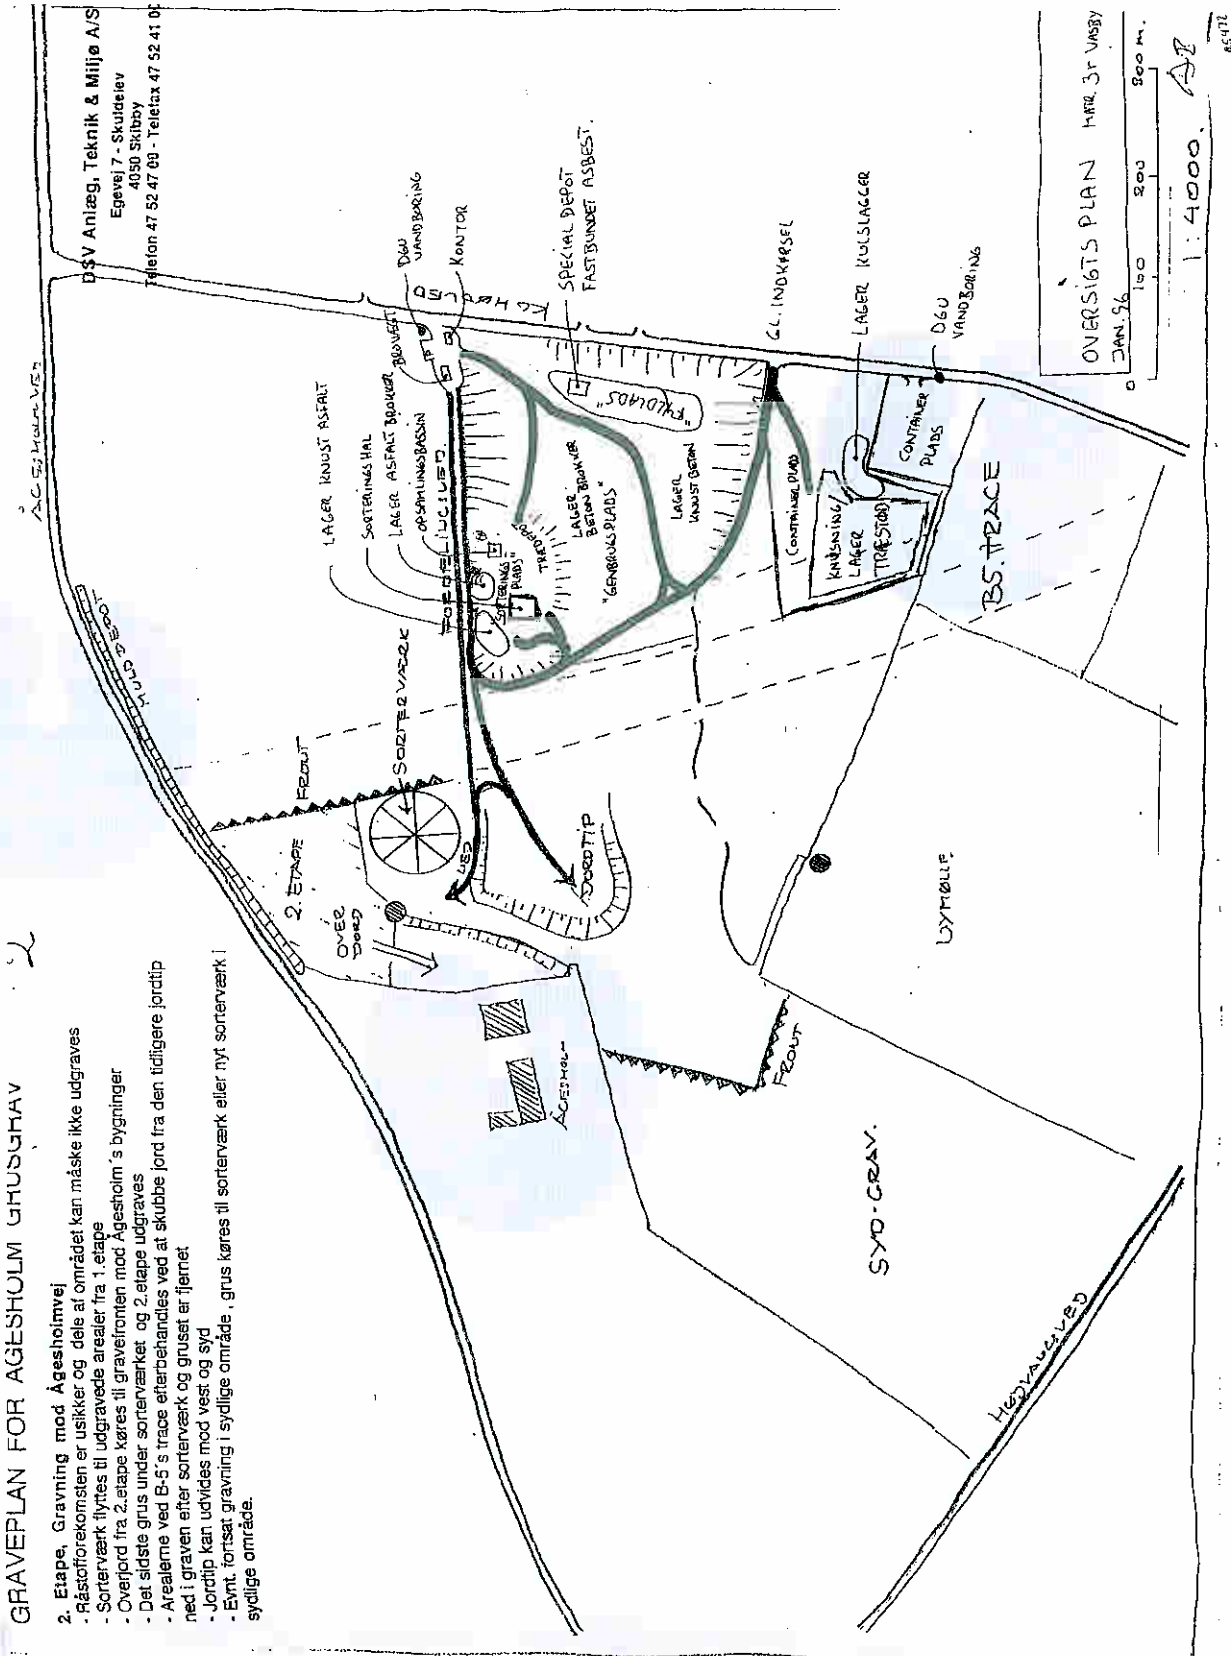 GRAVEPLAN FOR ÅGESHOLM GRUSGRAV
2
2. Etape, Gravning mod Ågesholmvej
- Råstofforekomsten er usikker og dele af området kan måske ikke udgraves
- Sorterværk flyttes til udgravede arealer fra 1.etape
- Overjord fra 2.etape køres til gravefronten mod Ågesholm´s bygninger
- Det sidste grus under sorterværket og 2.etape udgraves
- Arealerne ved B-5´s trace efterbehandles ved at skubbe jord fra den tidligere jordtip
ned i graven efter sorterværk og gruset er fjernet
- Jordtip kan udvides mod vest og syd
- Evnt. fortsat gravning i sydlige område , grus køres til sorterværk eller nyt sorterværk i
sydlige område.
DSV Anlæg, Teknik & Miljø A/S
Egevej 7 - Skuldelev
4050 Skibby
Telefon 47 52 47 00 - Telefax 47 52 41 00
ÅGESHOLMVEJ
MULD DEPOT
FRONT
2. ETAPE
SORTERVÆRK
OVER
JORD
VEJ
JORDTIP
ÅGESHOLM
FRONT
SYD-GRAV.
HØJVANGVEJ
LYMØLLE
LAGER KNUST ASFALT
SORTERINGS HAL
LAGER ASFALT BROKKER
OPSAMLINGSBASSIN
BROVÆGT
DGU
VANDBORING
KONTOR
SORTERINGS
PLADS"
TRÆDEPOT
LAGER
BETON BROKKER
"GENBRUGSPLADS"
LAGER
KNUST BETON
"FYLDPLADS"
SPECIAL DEPOT
FASTBUNDET ASBEST.
GL. INDKØRSEL
CONTAINER PLADS
KNUSNING
LAGER
TRÆSTØD
LAGER KULSLAGGER
CONTAINER
PLADS
DGU
VANDBORING
B5. TRACE
OVERSIGTS PLAN MATR. 3r VASBY
JAN. 96
0 100 200 300 m.
1:4000.